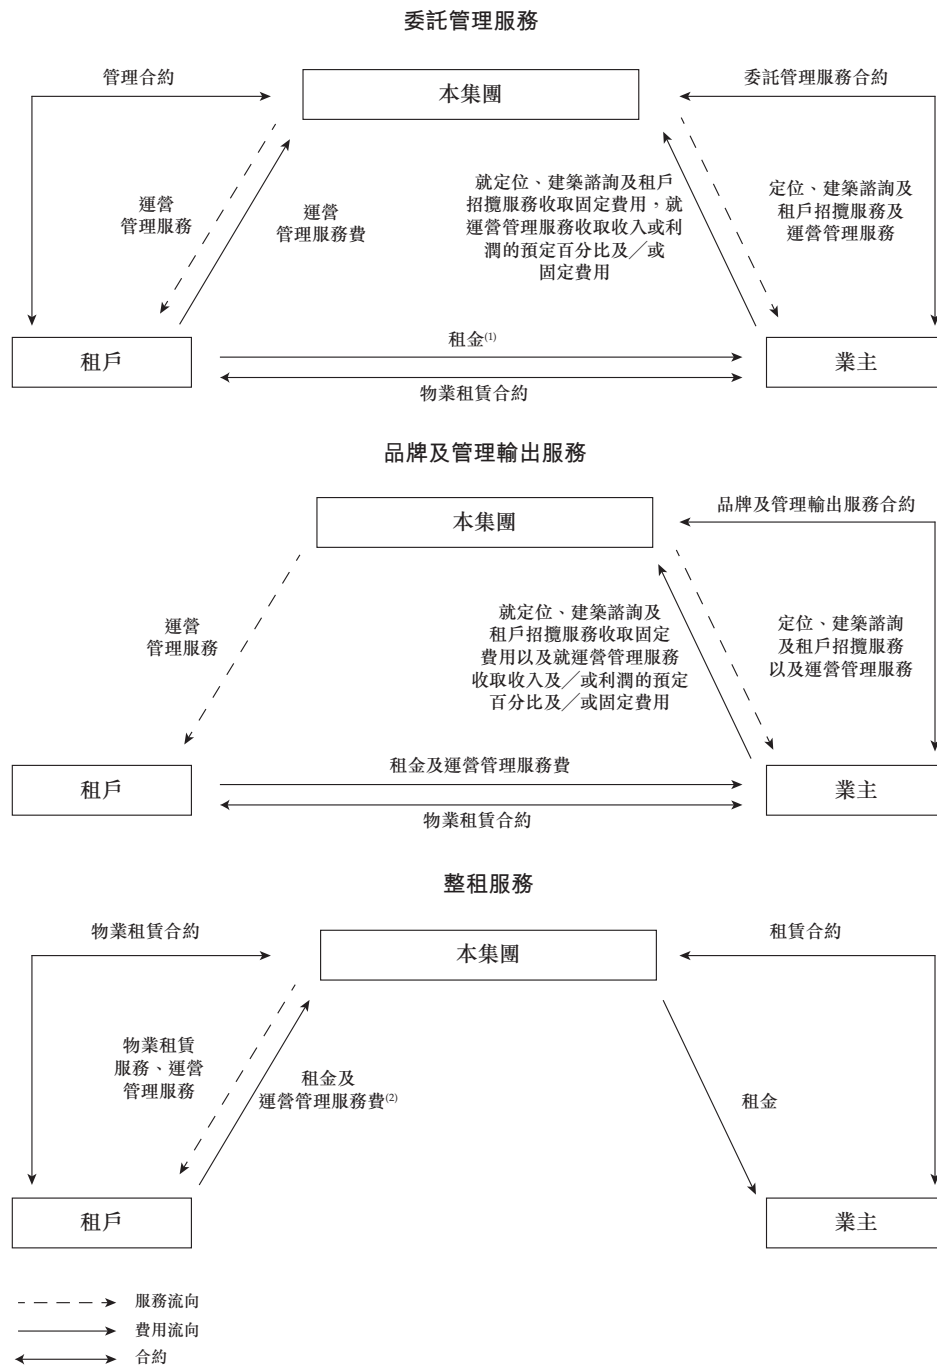 委託管理服務
管理合約
本集團
委託管理服務合約
運營
管理服務
運營
管理服務費
就定位、建築諮詢及租戶
招攬服務收取固定費用，就
運營管理服務收取收入或利
潤的預定百分比及／或
固定費用
定位、建築諮詢及
租戶招攬服務及
運營管理服務
租戶
租金(1)
物業租賃合約
業主
品牌及管理輸出服務
本集團
品牌及管理輸出服務合約
運營
管理服務
就定位、建築諮詢及
租戶招攬服務收取固定
費用以及就運營管理服務
收取收入及／或利潤的預定
百分比及／或固定費用
定位、建築諮詢
及租戶招攬服務
以及運營管理服務
租戶
租金及運營管理服務費
物業租賃合約
業主
整租服務
物業租賃合約
本集團
租賃合約
物業租賃
服務、運營
管理服務
租金及
運營管理服務費(2)
租金
租戶
業主
服務流向
費用流向
合約